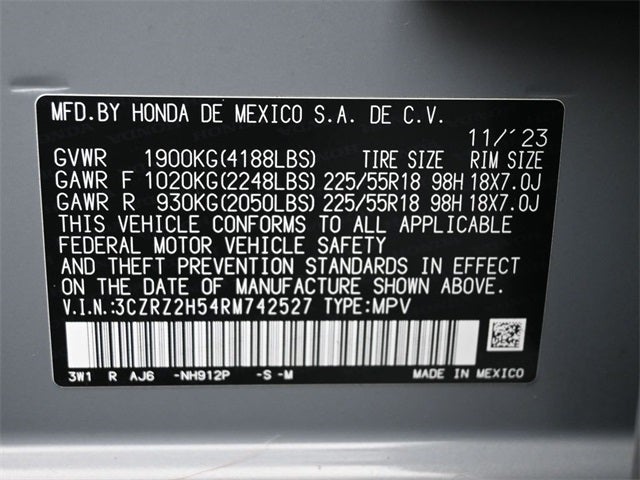 MFD.BY HONDA DE MEXICO S.A. DE C.V.
11/'23
GVWR 1900KG(4188LBS) TIRE SIZE RIM SIZE
GAWR F 1020KG(2248LBS) 225/55R18 98H 18X7.0J
GAWR R 930KG(2050LBS) 225/55R18 98H 18X7.0J
THIS VEHICLE CONFORMS TO ALL APPLICABLE
FEDERAL MOTOR VEHICLE SAFETY
AND THEFT PREVENTION STANDARDS IN EFFECT
ON THE DATE OF MANUFACTURE SHOWN ABOVE.
V.I.N.:3CZRZ2H54RM742527 TYPE:MPV
3W1 R AJ6 -NH912P -S -M MADE IN MEXICO